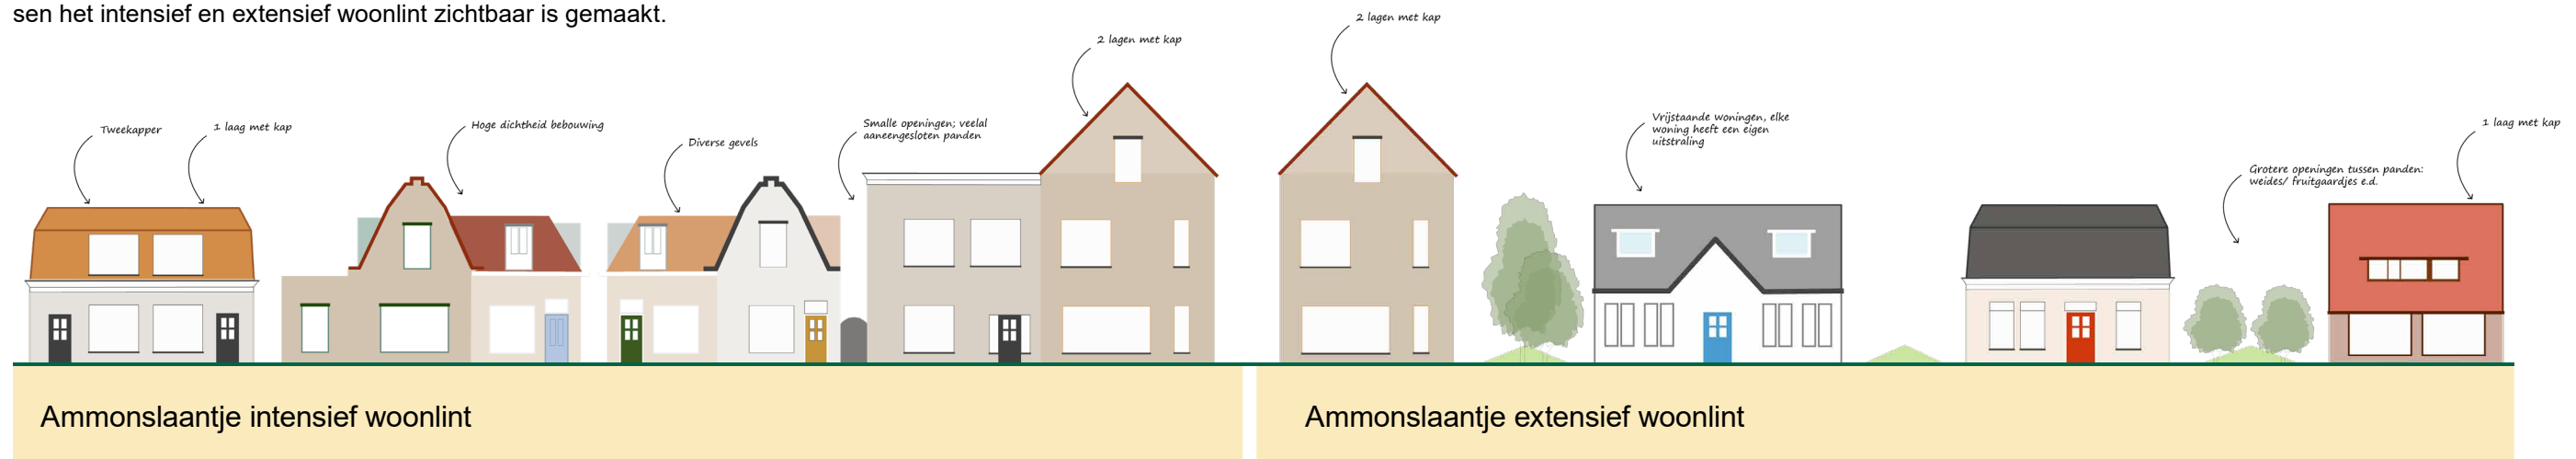 sen het intensief en extensief woonlint zichtbaar is gemaakt.
2 lagen met kap
2 lagen met kap
Tweekapper
1 laag met kap
Hoge dichtheid bebouwing
Diverse gevels
Smalle openingen; veelal
aaneengesloten panden
Vrijstaande woningen, elke
woning heeft een eigen
uitstraling
Grotere openingen tussen panden:
weides/ fruitgaardjes e.d.
1 laag met kap
Ammonslaantje intensief woonlint
Ammonslaantje extensief woonlint